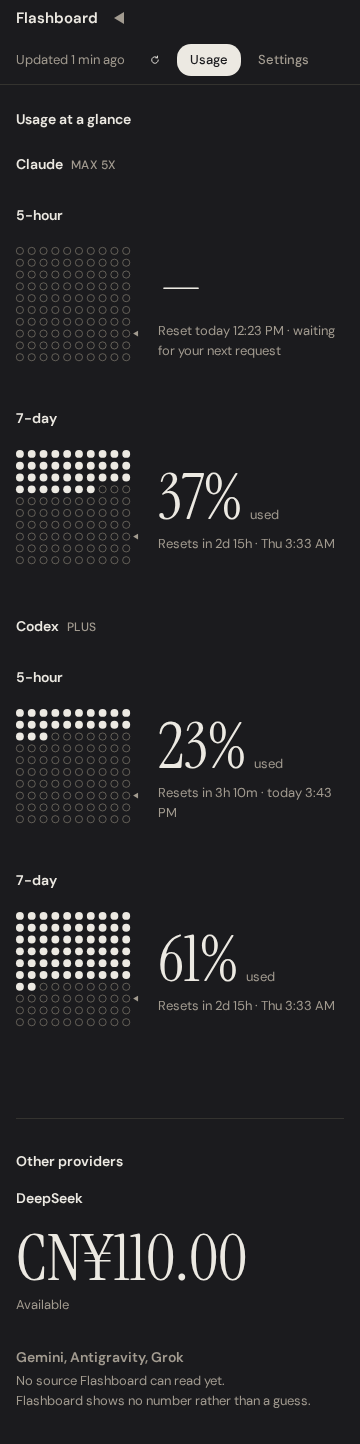 Flashboard
Updated 1 min ago
Usage
Settings
Usage at a glance
Claude MAX 5X
5-hour
—
Reset today 12:23 PM · waiting
for your next request
7-day
37% used
Resets in 2d 15h · Thu 3:33 AM
Codex PLUS
5-hour
23% used
Resets in 3h 10m · today 3:43
PM
7-day
61% used
Resets in 2d 15h · Thu 3:33 AM
Other providers
DeepSeek
CN¥110.00
Available
Gemini, Antigravity, Grok
No source Flashboard can read yet.
Flashboard shows no number rather than a guess.